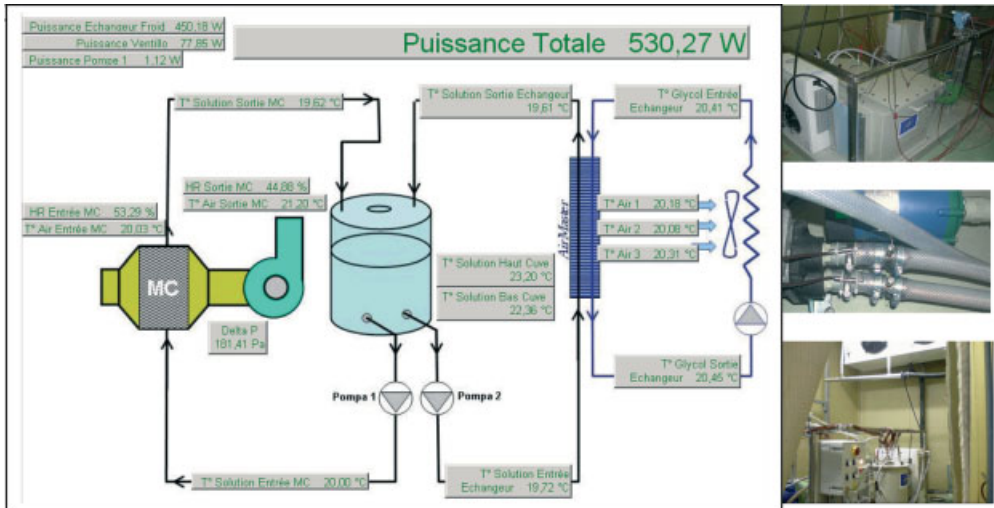 Puissance Echangeur Froid 450,18 W
Puissance Ventilo 77,85 W
Puissance Pompe 1 1,12 W
Puissance Totale 530,27 W
T° Solution Sortie MC 19,62 °C
T° Solution Sortie Echangeur
19,61 °C
T° Glycol Entrée
Echangeur 20,41 °C
HR Sortie MC 44,88 %
T° Air Sortie MC 21,20 °C
HR Entrée MC 53,29 %
T° Air Entrée MC 20,03 °C
AirMaster
T° Air 1 20,18 °C
T° Air 2 20,08 °C
T° Air 3 20,31 °C
MC
T° Solution Haut Cuve
23,20 °C
T° Solution Bas Cuve
22,36 °C
Delta P
181,41 Pa
T° Glycol Sortie
Echangeur 20,45 °C
Pompa 1
Pompa 2
T° Solution Entrée MC 20,00 °C
T° Solution Entrée
Echangeur 19,72 °C